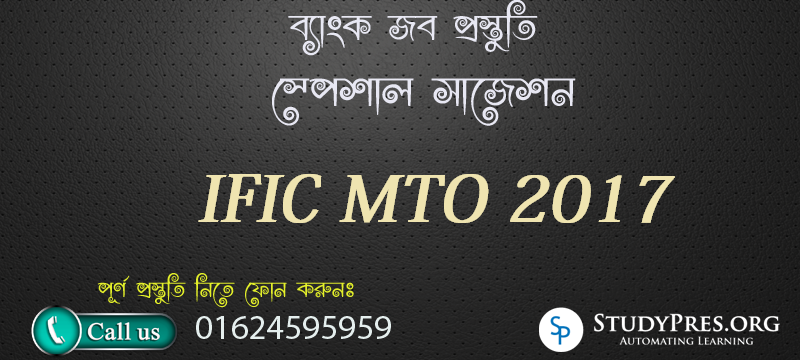 ব্যাংক জব প্রস্তুতি
স্পেশাল সাজেশন
IFIC MTO 2017
পূর্ণ প্রস্তুতি নিতে ফোন করুনঃ
Call us 01624595959
SP STUDYPRES.ORG
AUTOMATING LEARNING